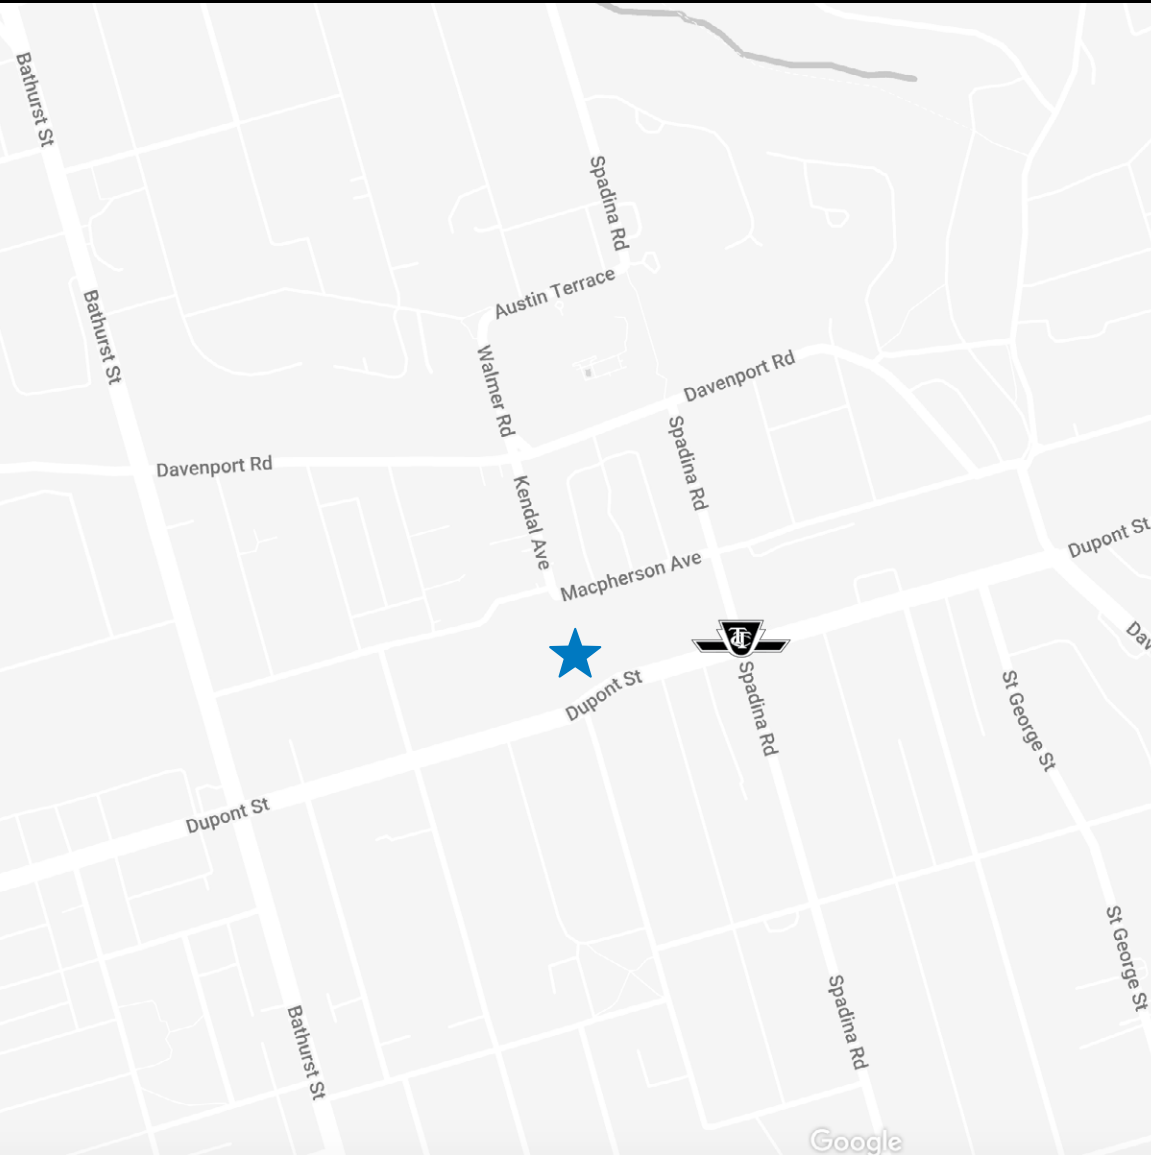 Bathurst St
Spadina Rd
Austin Terrace
Bathurst St
Walmer Rd
Davenport Rd
Spadina Rd
Davenport Rd
Kendal Ave
Dupont St
Macpherson Ave
Dav
TTC
Dupont St
Spadina Rd
St George St
Dupont St
St George St
Spadina Rd
Bathurst St
Google